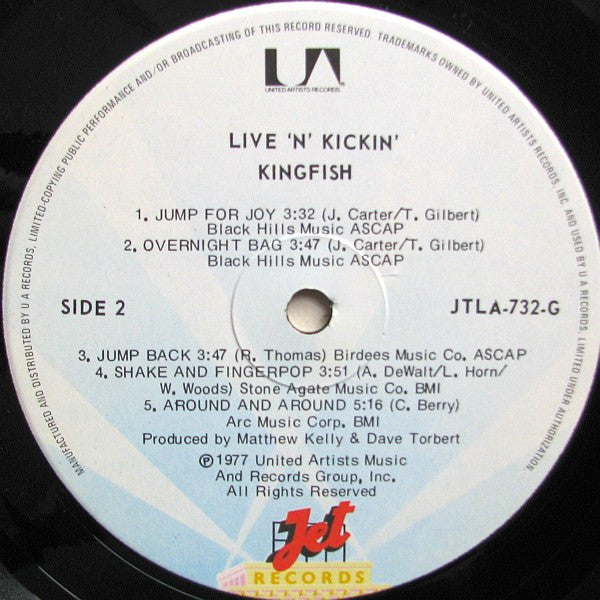 MANUFACTURED AND DISTRIBUTED BY U A RECORDS, LIMITED-COPYING PUBLIC PERFORMANCE AND/OR BROADCASTING OF THIS RECORD RESERVED. TRADEMARKS OWNED BY UNITED ARTISTS RECORDS, INC. AND USED BY U A RECORDS, LIMITED UNDER AUTHORIZATION.
UA
UNITED ARTISTS RECORDS
LIVE 'N' KICKIN'
KINGFISH
1. JUMP FOR JOY 3:32 (J. Carter/T. Gilbert)
Black Hills Music ASCAP
2. OVERNIGHT BAG 3:47 (J. Carter/T. Gilbert)
Black Hills Music ASCAP
SIDE 2
JTLA-732-G
3. JUMP BACK 3:47 (R. Thomas) Birdees Music Co. ASCAP
4. SHAKE AND FINGERPOP 3:51 (A. DeWalt/L. Horn/
W. Woods) Stone Agate Music Co. BMI
5. AROUND AND AROUND 5:16 (C. Berry)
Arc Music Corp. BMI
Produced by Matthew Kelly & Dave Torbert
℗ 1977 United Artists Music
And Records Group, Inc.
All Rights Reserved
Jet
RECORDS